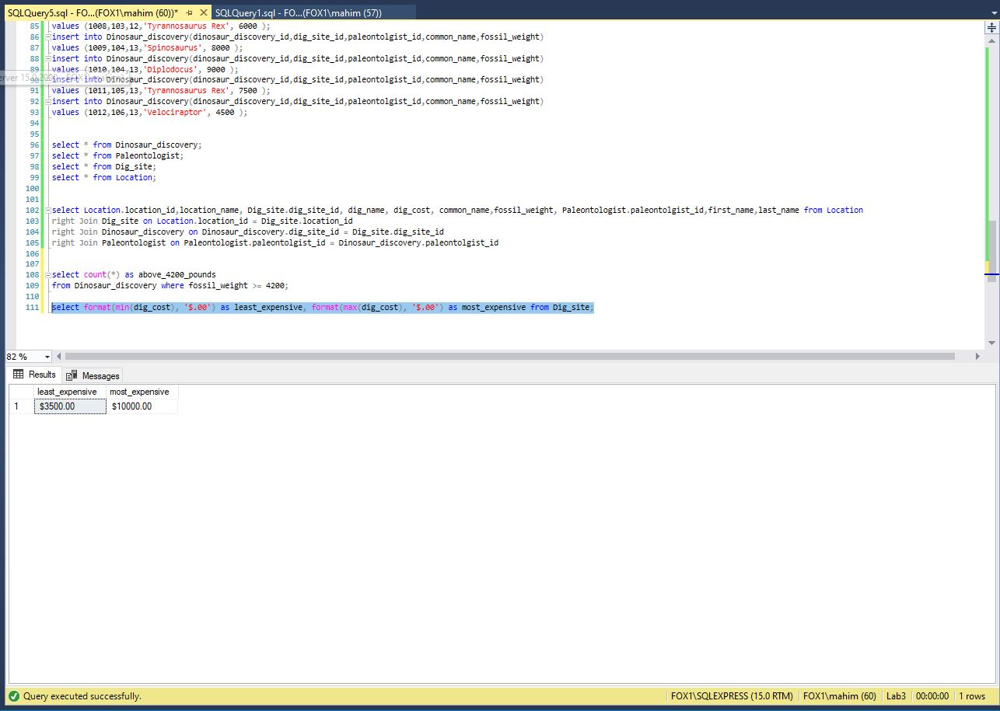 SQLQuery5.sql - FO...(FOX1\mahim (60))* SQLQuery1.sql - FO...(FOX1\mahim (57))
85 values (1008,103,12,'Tyrannosaurus Rex', 6000 );
86 insert into Dinosaur_discovery(dinosaur_discovery_id,dig_site_id,paleontolgist_id,common_name,fossil_weight)
87 values (1009,104,13,'Spinosaurus', 8000 );
88 insert into Dinosaur_discovery(dinosaur_discovery_id,dig_site_id,paleontolgist_id,common_name,fossil_weight)
89 values (1010,104,13,'Diplodocus', 9000 );
90 insert into Dinosaur_discovery(dinosaur_discovery_id,dig_site_id,paleontolgist_id,common_name,fossil_weight)
91 values (1011,105,13,'Tyrannosaurus Rex', 7500 );
92 insert into Dinosaur_discovery(dinosaur_discovery_id,dig_site_id,paleontolgist_id,common_name,fossil_weight)
93 values (1012,106,13,'Velociraptor', 4500 );
94
95
96 select * from Dinosaur_discovery;
97 select * from Paleontologist;
98 select * from Dig_site;
99 select * from Location;
100
101
102 select Location.location_id,location_name, Dig_site.dig_site_id, dig_name, dig_cost, common_name,fossil_weight, Paleontologist.paleontolgist_id,first_name,last_name from Location
103 right Join Dig_site on Location.location_id = Dig_site.location_id
104 right Join Dinosaur_discovery on Dinosaur_discovery.dig_site_id = Dig_site.dig_site_id
105 right Join Paleontologist on Paleontologist.paleontolgist_id = Dinosaur_discovery.paleontolgist_id
106
107
108 select count(*) as above_4200_pounds
109 from Dinosaur_discovery where fossil_weight >= 4200;
110
111 select format(min(dig_cost), '$.00') as least_expensive, format(max(dig_cost), '$.00') as most_expensive from Dig_site;
82 %
Results Messages
least_expensive most_expensive
1 $3500.00 $10000.00
Query executed successfully. FOX1\SQLEXPRESS (15.0 RTM) FOX1\mahim (60) Lab3 00:00:00 1 rows